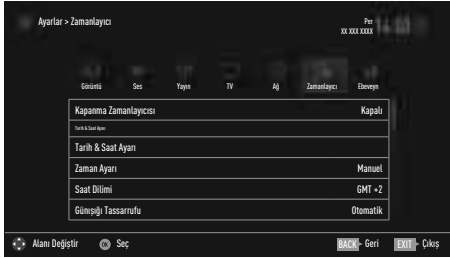 Ayarlar > Zamanlayıcı
Per
XX XXX XXXX
Görüntü Ses Yayın TV Ağ Zamanlayıcı Ebeveyn
Kapanma Zamanlayıcısı Kapalı
Tarih & Saat Ayarı
Tarih & Saat Ayarı
Zaman Ayarı Manuel
Saat Dilimi GMT +2
Günışığı Tassarrufu Otomatik
Alanı Değiştir OK Seç BACK Geri EXIT Çıkış